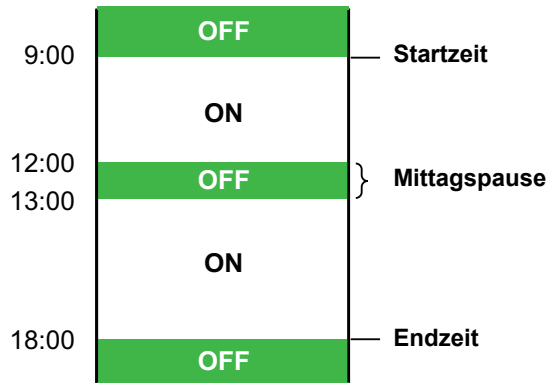 OFF
9:00 Startzeit
ON
12:00
OFF Mittagspause
13:00
ON
18:00 Endzeit
OFF